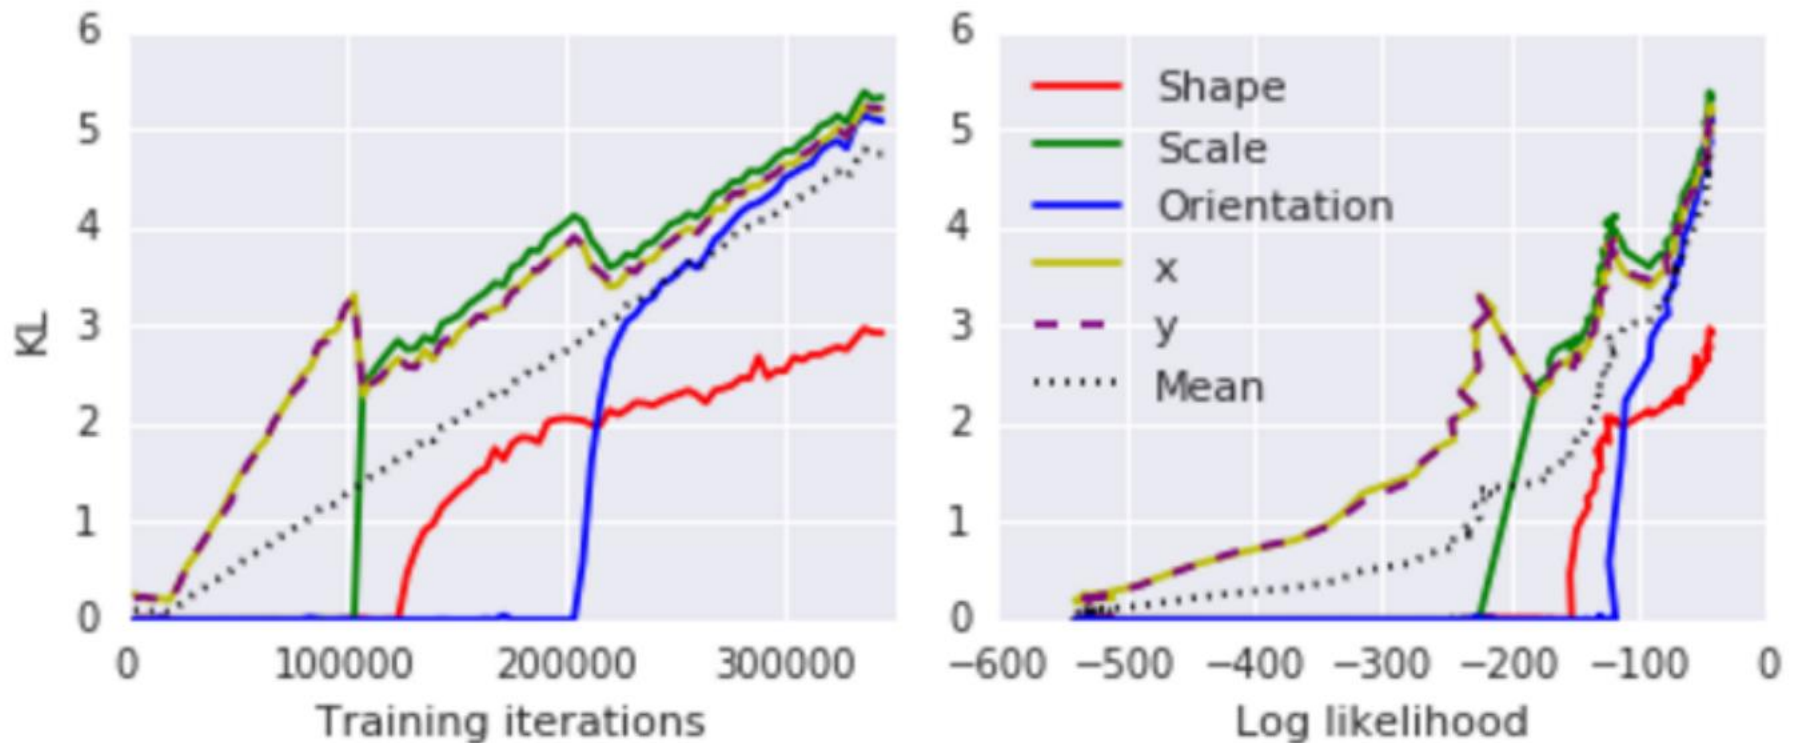 6
5
4
3
2
1
0
KL
0 100000 200000 300000
Training iterations
6
5
4
3
2
1
0
Shape
Scale
Orientation
x
y
Mean
−600 −500 −400 −300 −200 −100 0
Log likelihood